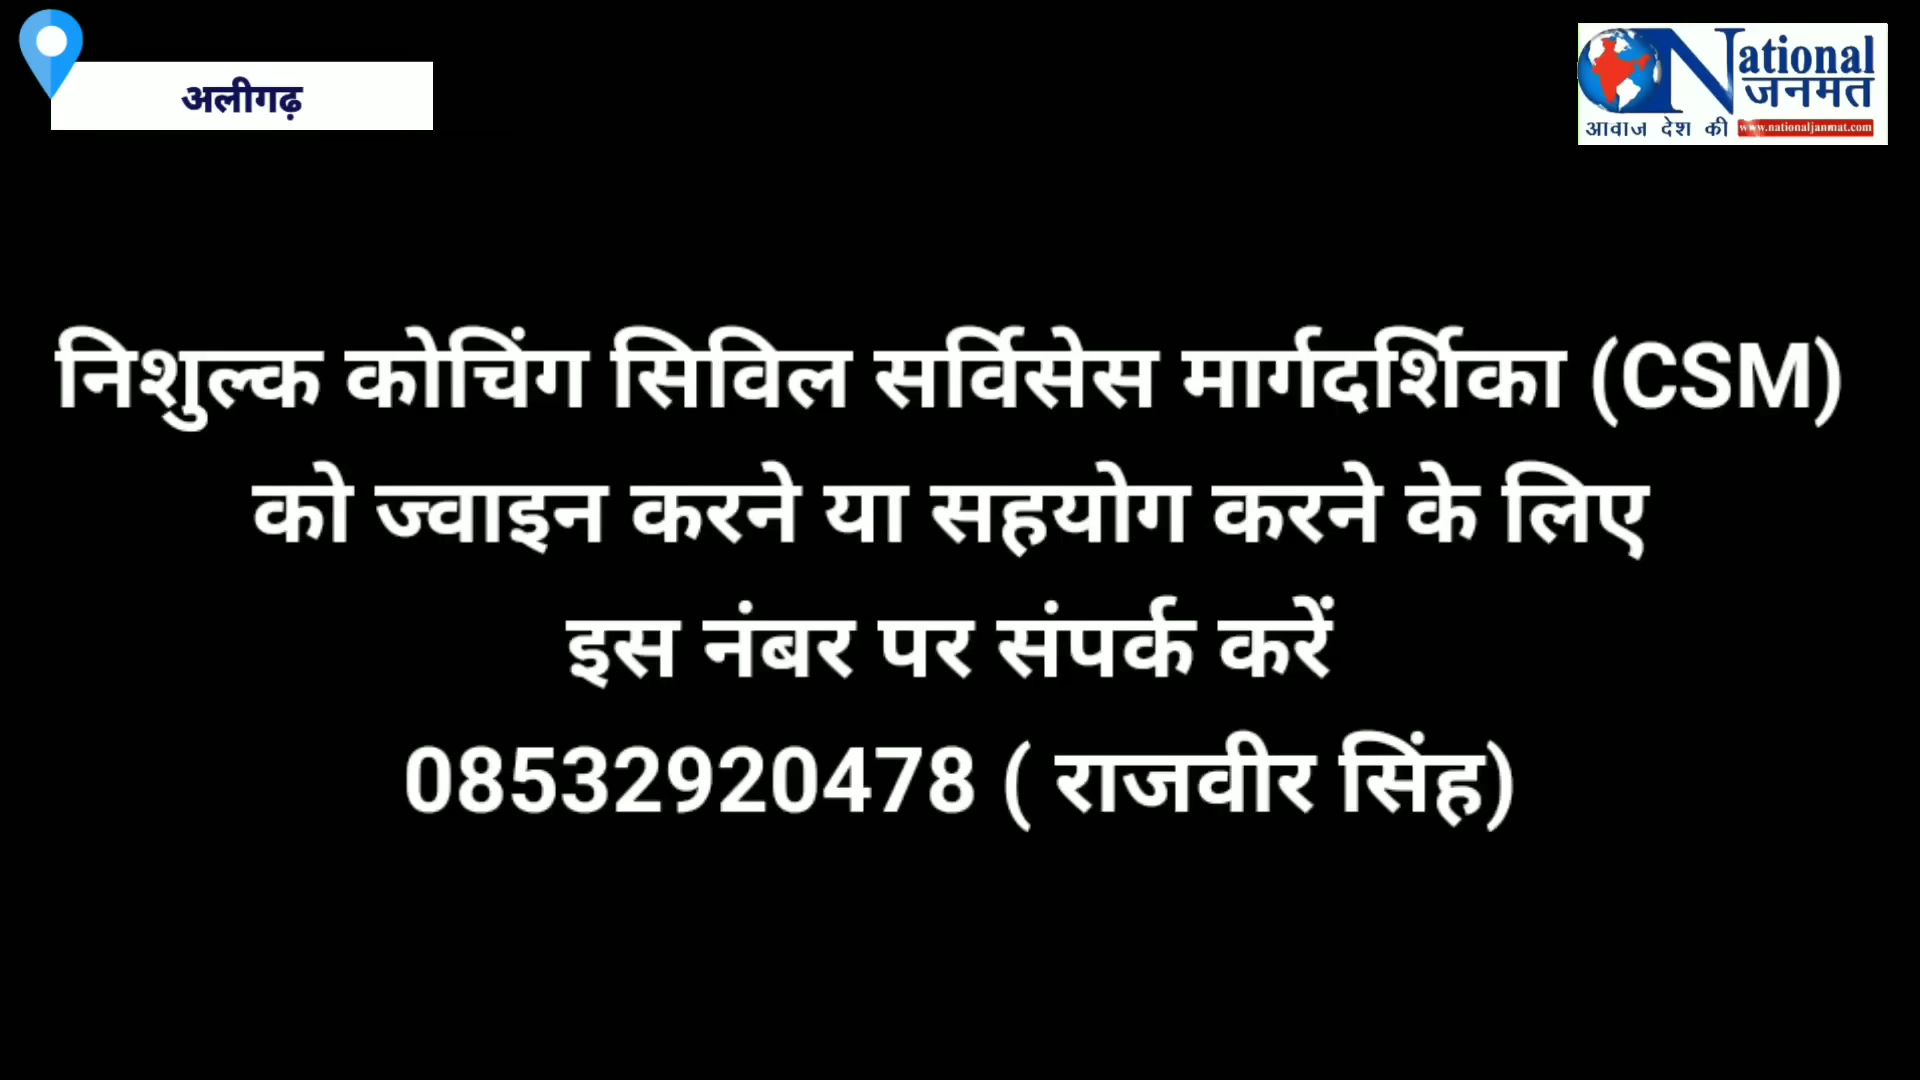 अलीगढ़
National
जनमत
आवाज देश की www.nationaljanmat.com
निशुल्क कोचिंग सिविल सर्विसेस मार्गदर्शिका (CSM)
को ज्वाइन करने या सहयोग करने के लिए
इस नंबर पर संपर्क करें
08532920478 ( राजवीर सिंह)